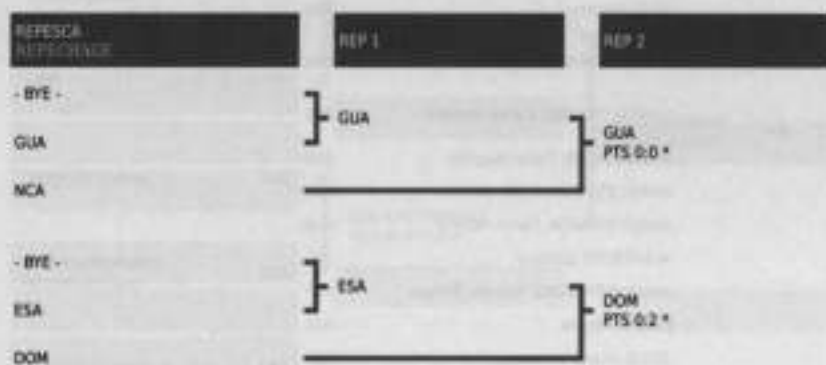 REPESCA
REPECHAGE
REP 1
REP 2
- BYE -
GUA
GUA
GUA
PTS 0:0 *
NCA
- BYE -
ESA
ESA
DOM
PTS 0:2 *
DOM